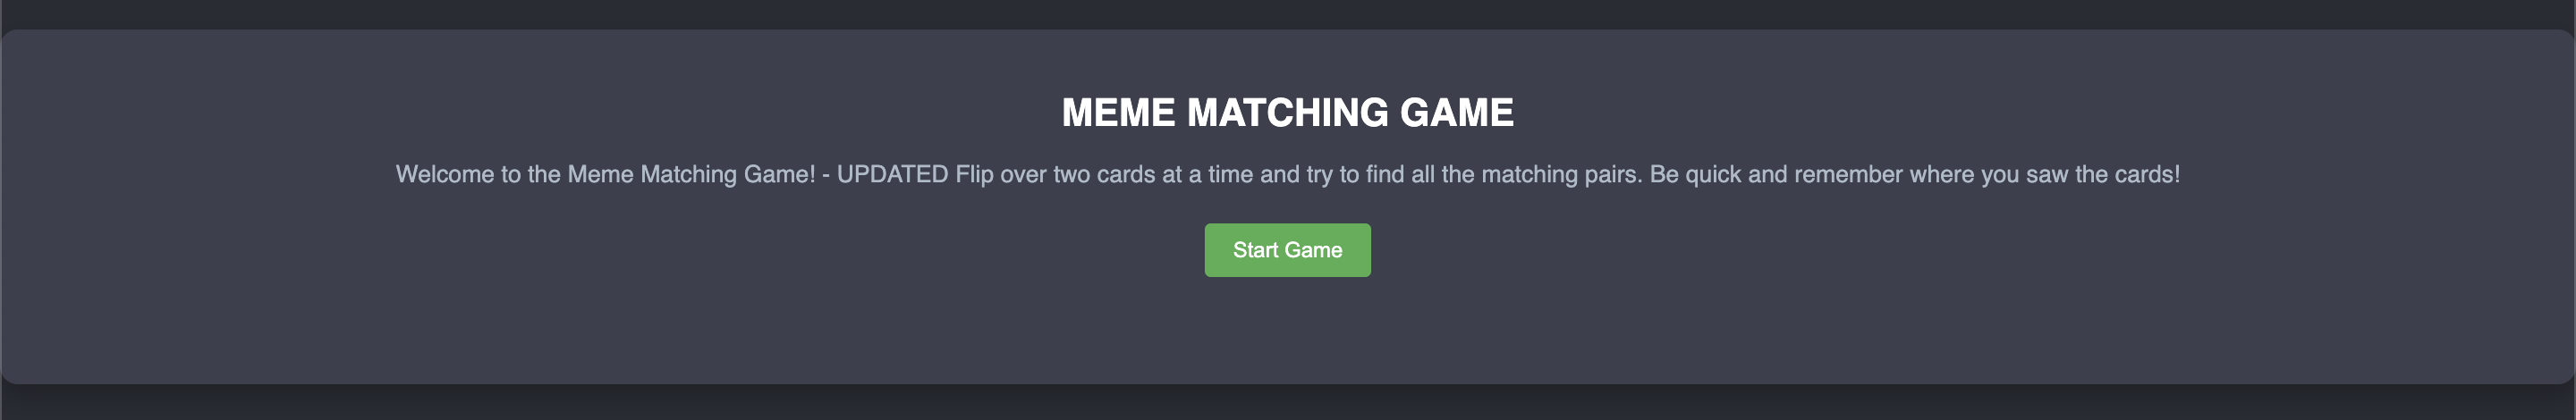 MEME MATCHING GAME
Welcome to the Meme Matching Game! - UPDATED Flip over two cards at a time and try to find all the matching pairs. Be quick and remember where you saw the cards!
Start Game